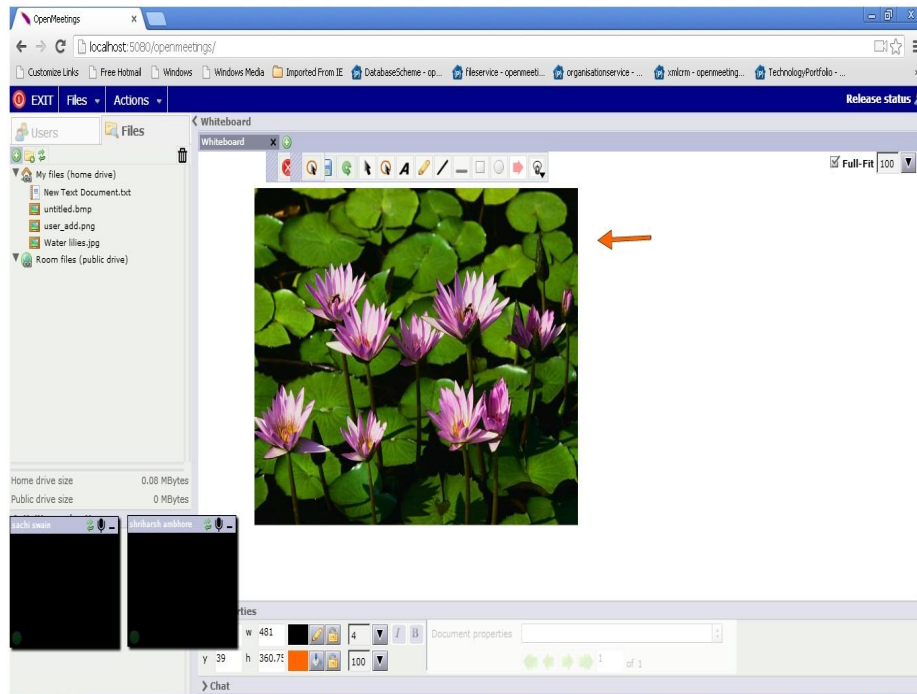 OpenMeetings x
localhost:5080/openmeetings/
Customize Links Free Hotmail Windows Windows Media Imported From IE DatabaseScheme - op... fileservice - openmeeti... organisationservice - ... xmlcrm - openmeeting... TechnologyPortfolio - ...
EXIT Files Actions Release status
Users Files Whiteboard
Whiteboard x
A Full-Fit 100
My files (home drive)
New Text Document.txt
untitled.bmp
user_add.png
Water lilies.jpg
Room files (public drive)
Home drive size 0.08 MBytes
Public drive size 0 MBytes
sachi swain shriharsh ambhore
w 481 4 I B Document properties
y 39 h 360.75 100 1 of 1
Chat